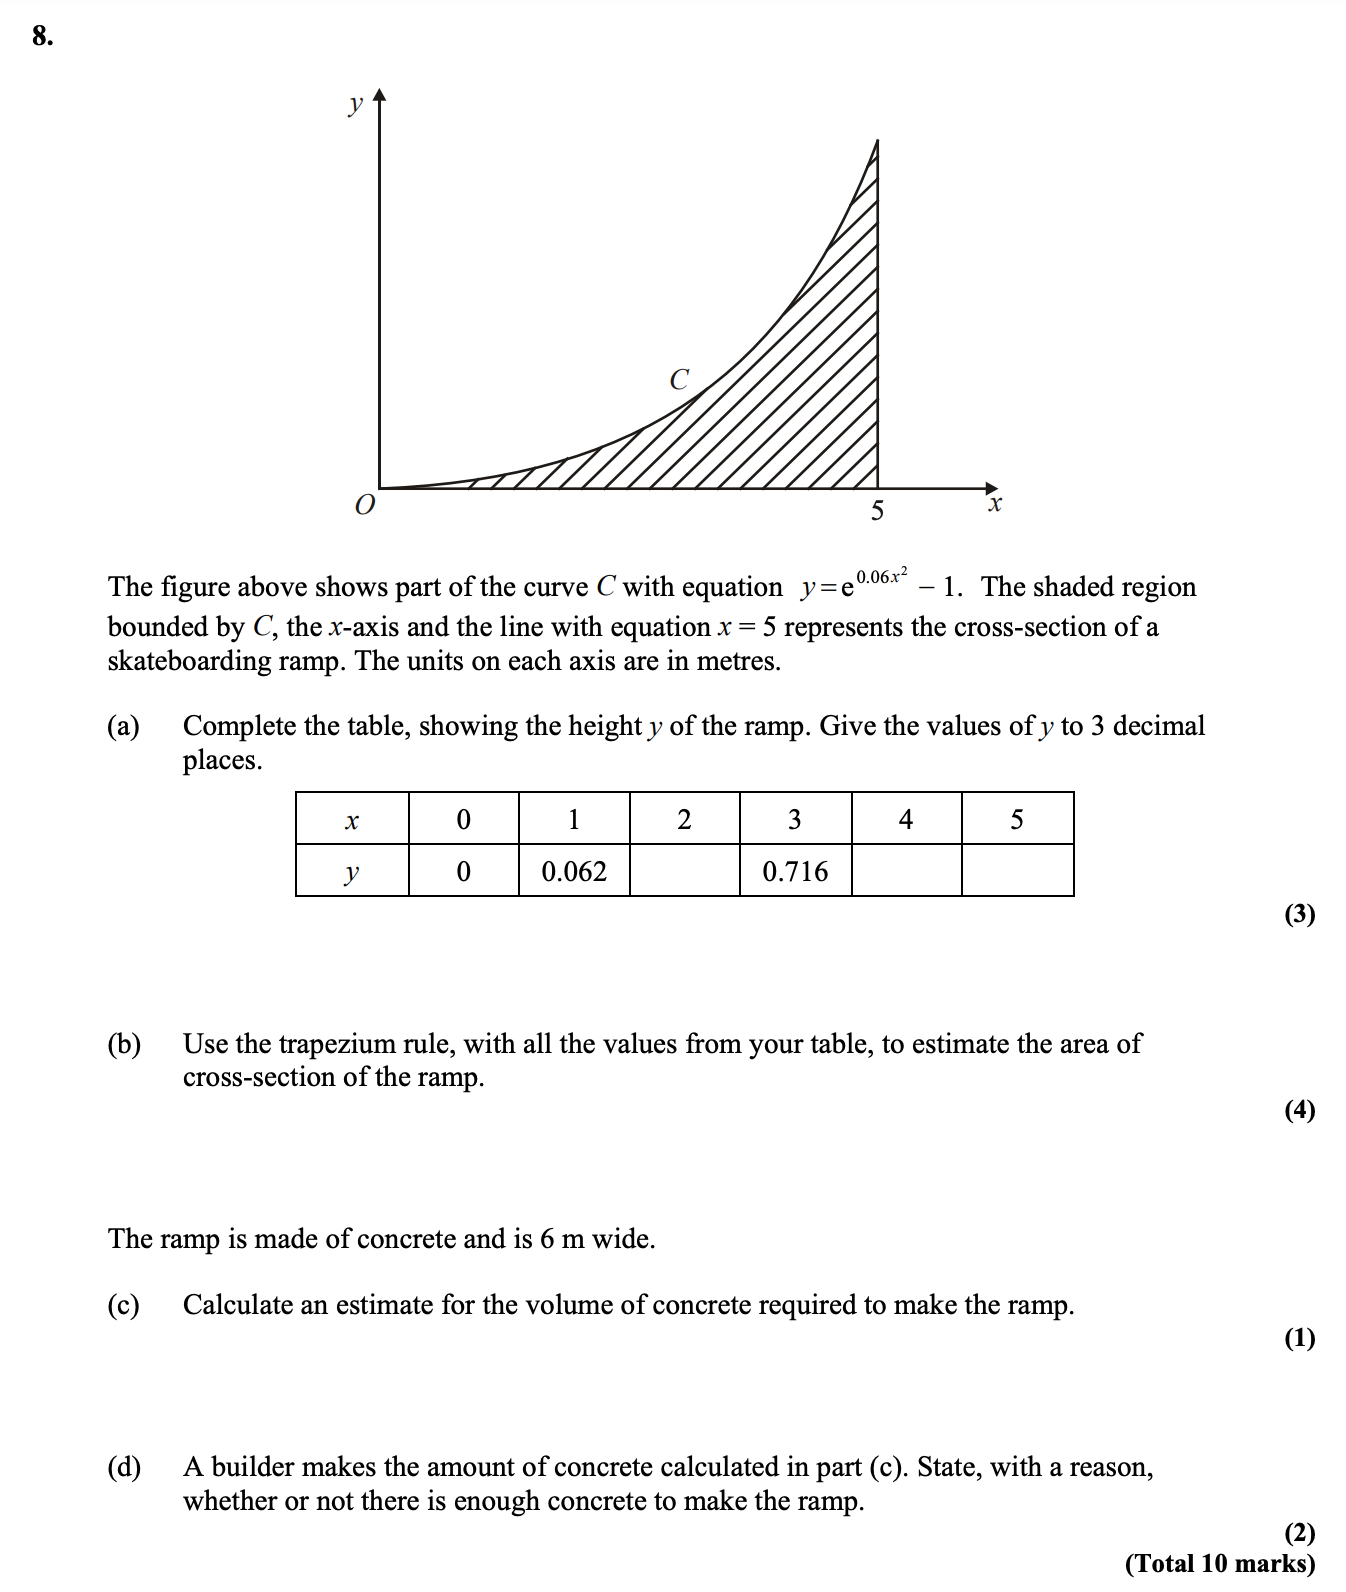 8.
y
C
O
5
x
The figure above shows part of the curve C with equation y=e^0.06x² – 1. The shaded region
bounded by C, the x-axis and the line with equation x = 5 represents the cross-section of a
skateboarding ramp. The units on each axis are in metres.
(a) Complete the table, showing the height y of the ramp. Give the values of y to 3 decimal
places.
x 0 1 2 3 4 5
y 0 0.062 0.716
(3)
(b) Use the trapezium rule, with all the values from your table, to estimate the area of
cross-section of the ramp.
(4)
The ramp is made of concrete and is 6 m wide.
(c) Calculate an estimate for the volume of concrete required to make the ramp.
(1)
(d) A builder makes the amount of concrete calculated in part (c). State, with a reason,
whether or not there is enough concrete to make the ramp.
(2)
(Total 10 marks)